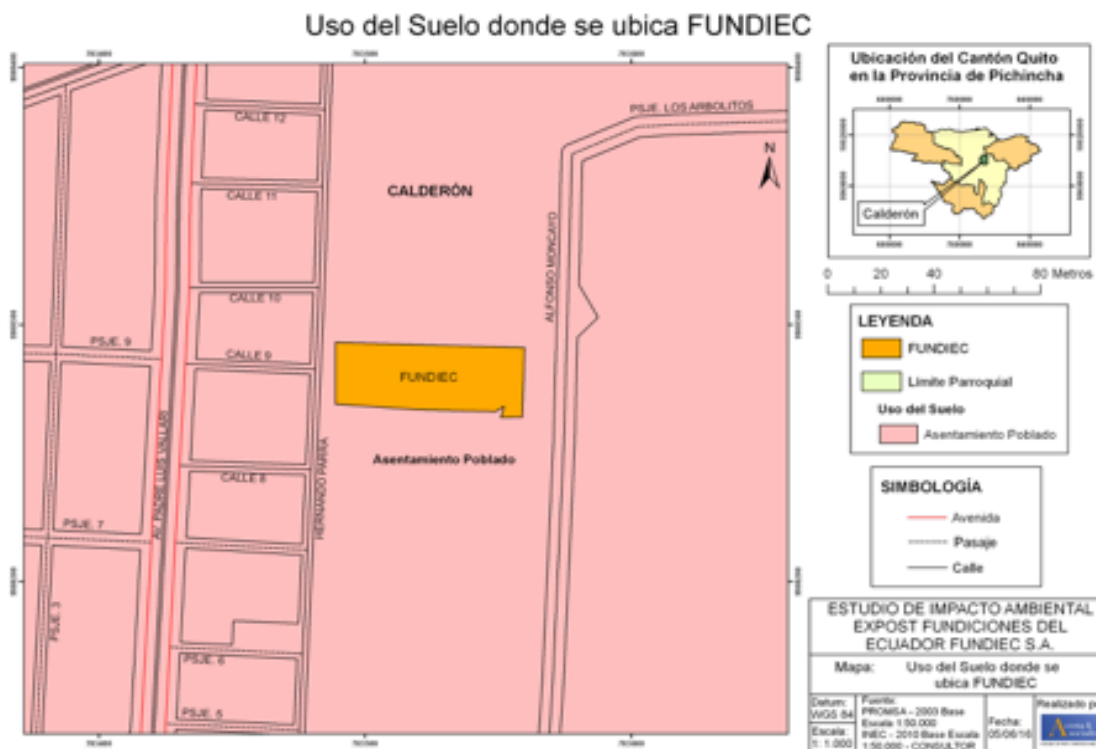 Uso del Suelo donde se ubica FUNDIEC
CALLE 12
CALLE 11
CALLE 10
CALLE 9
CALLE 8
PSJE. 9
PSJE. 7
PSJE. 3
PSJE. 6
PSJE. 5
HERNANDO PARRA
CALDERÓN
FUNDIEC
Asentamiento Poblado
ALFONSO MONCAYO
PSJE. LOS ARBOLITOS
N
Ubicación del Cantón Quito
en la Provincia de Pichincha
Calderón
0 20 40 80 Metros
LEYENDA
FUNDIEC
Límite Parroquial
Uso del Suelo
Asentamiento Poblado
SIMBOLOGÍA
Avenida
Pasaje
Calle
ESTUDIO DE IMPACTO AMBIENTAL
EXPOST FUNDICIONES DEL
ECUADOR FUNDIEC S.A.
Mapa: Uso del Suelo donde se
ubica FUNDIEC
Datum:
WGS 84
Escala:
1: 1.000
Fuente:
PROMSA - 2003 Base
Escala 1:50.000
INEC - 2010 Base Escala
1:50.000 - CONSULTOR
Fecha:
05/06/16
Realizado po